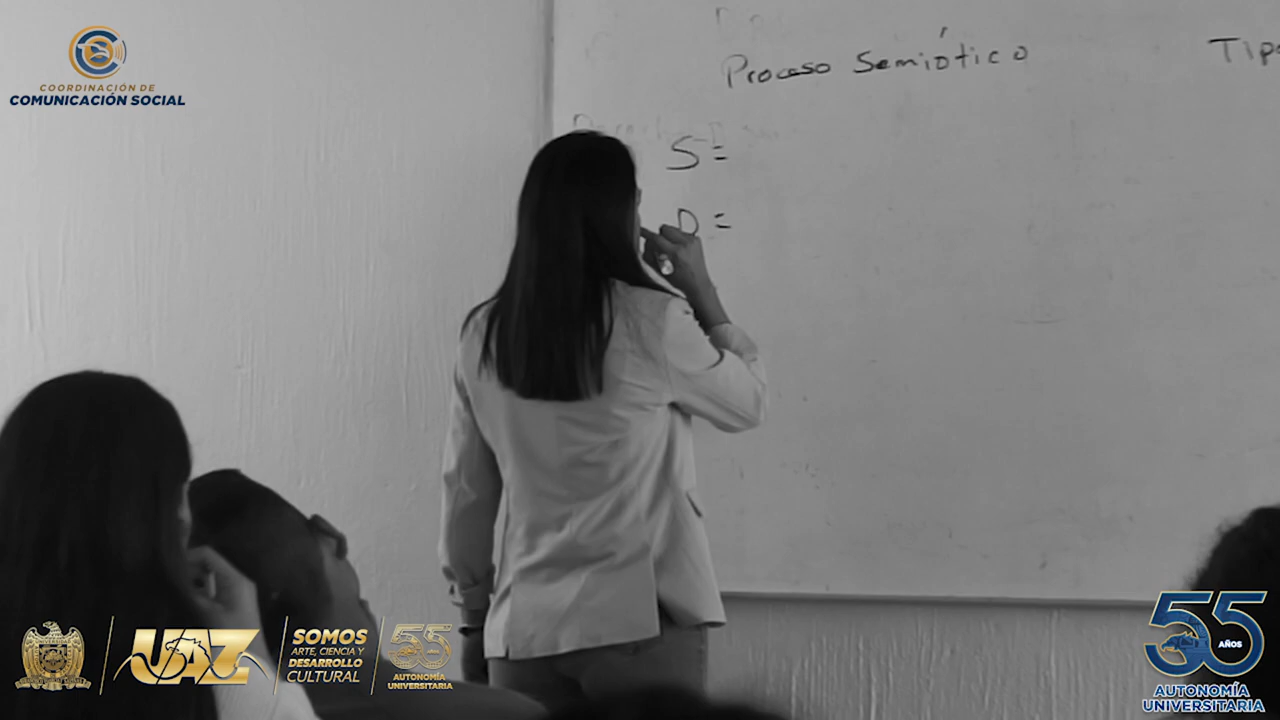 COORDINACIÓN DE
COMUNICACIÓN SOCIAL
Proceso Semiótico
S =
O =
UAZ
SOMOS
ARTE, CIENCIA Y
DESARROLLO
CULTURAL
55
AUTONOMÍA
UNIVERSITARIA
55
AÑOS
AUTONOMÍA
UNIVERSITARIA